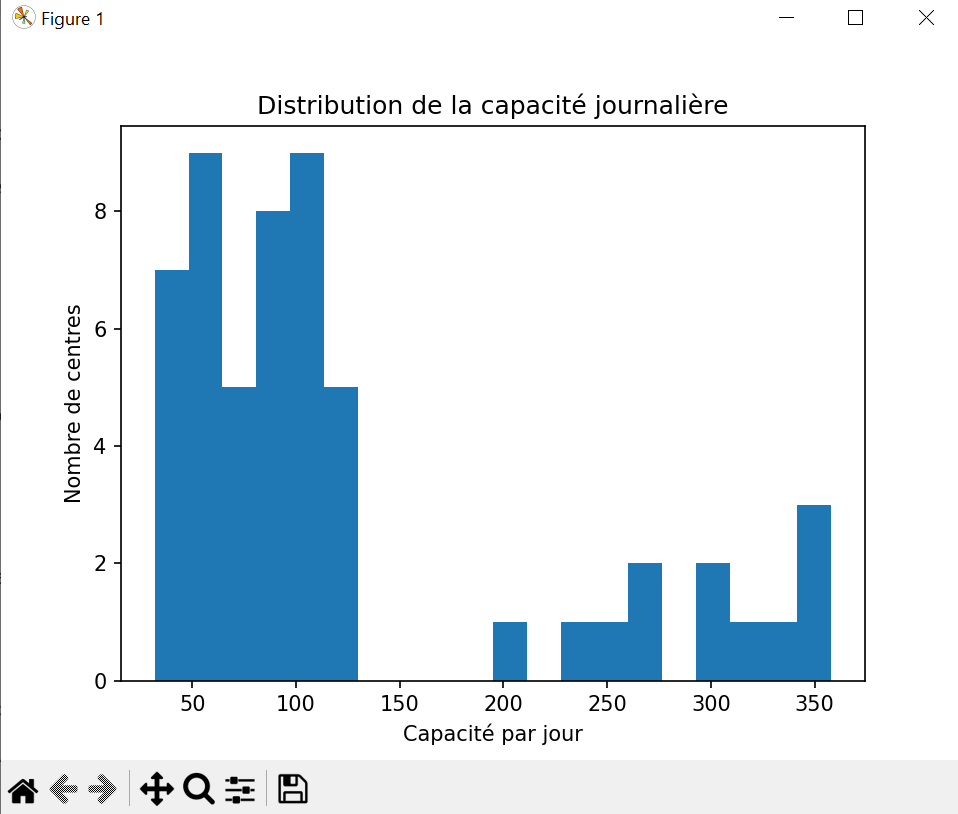 Figure 1
Distribution de la capacité journalière
8
6
4
2
0
Nombre de centres
50 100 150 200 250 300 350
Capacité par jour